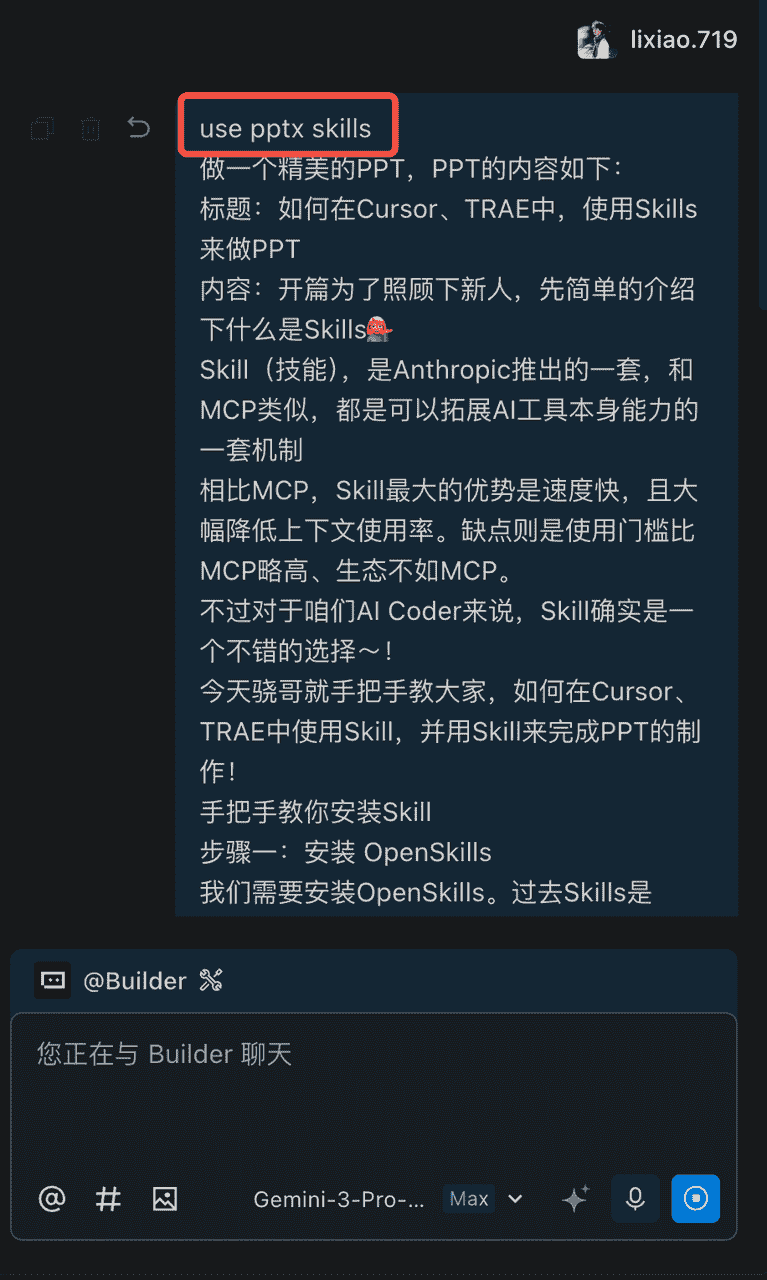 lixiao.719
use pptx skills
做一个精美的PPT，PPT的内容如下：
标题：如何在Cursor、TRAE中，使用Skills
来做PPT
内容：开篇为了照顾下新人，先简单的介绍
下什么是Skills
Skill（技能），是Anthropic推出的一套，和
MCP类似，都是可以拓展AI工具本身能力的
一套机制
相比MCP，Skill最大的优势是速度快，且大
幅降低上下文使用率。缺点则是使用门槛比
MCP略高、生态不如MCP。
不过对于咱们AI Coder来说，Skill确实是一
个不错的选择～！
今天骁哥就手把手教大家，如何在Cursor、
TRAE中使用Skill，并用Skill来完成PPT的制
作！
手把手教你安装Skill
步骤一：安装 OpenSkills
我们需要安装OpenSkills。过去Skills是
@Builder
您正在与 Builder 聊天
Gemini-3-Pro-... Max